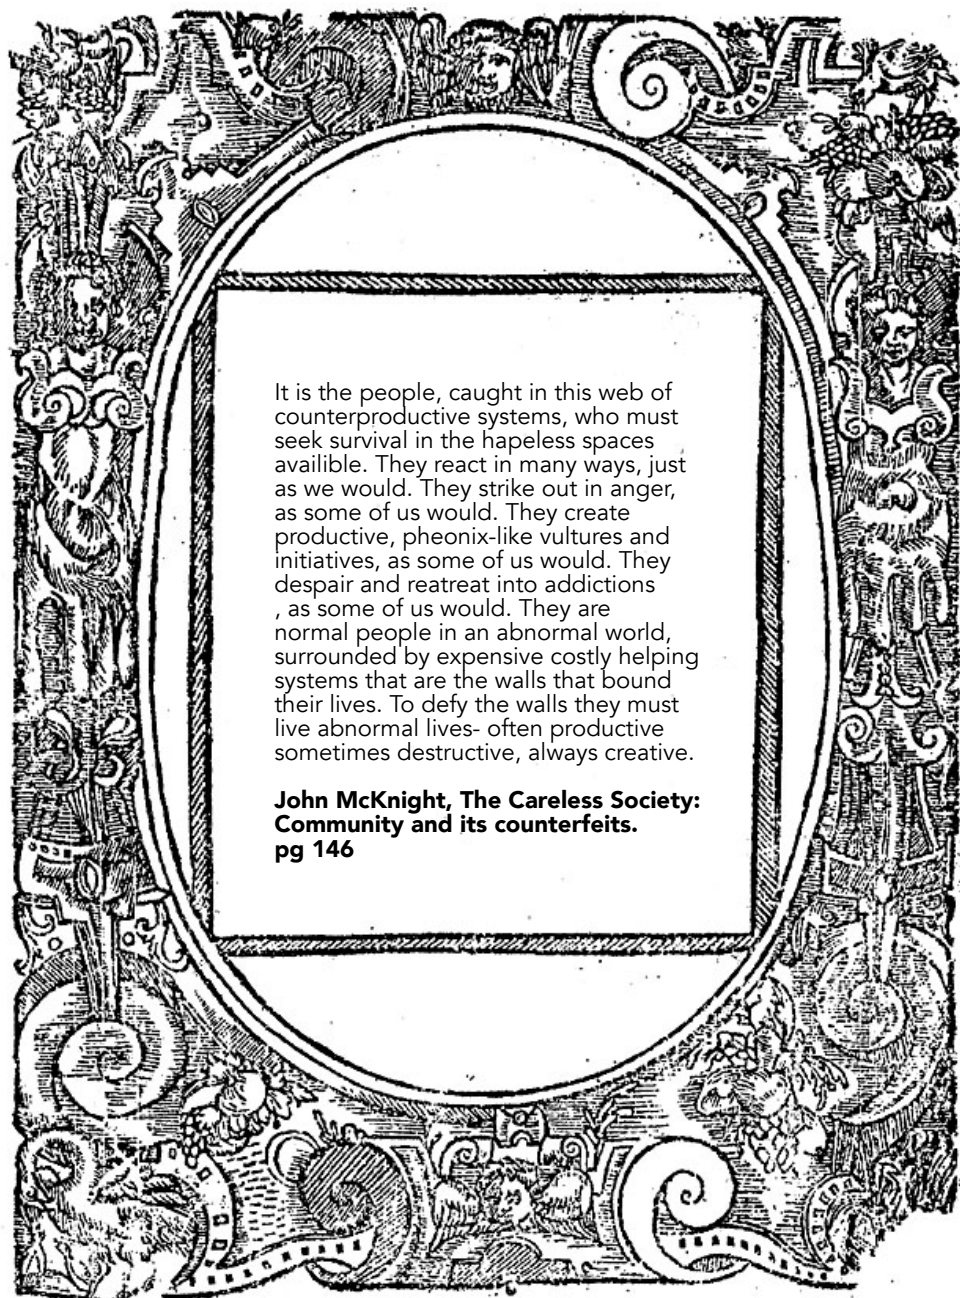 It is the people, caught in this web of
counterproductive systems, who must
seek survival in the hapeless spaces
availible. They react in many ways, just
as we would. They strike out in anger,
as some of us would. They create
productive, pheonix-like vultures and
initiatives, as some of us would. They
despair and reatreat into addictions
, as some of us would. They are
normal people in an abnormal world,
surrounded by expensive costly helping
systems that are the walls that bound
their lives. To defy the walls they must
live abnormal lives- often productive
sometimes destructive, always creative.
John McKnight, The Careless Society:
Community and its counterfeits.
pg 146